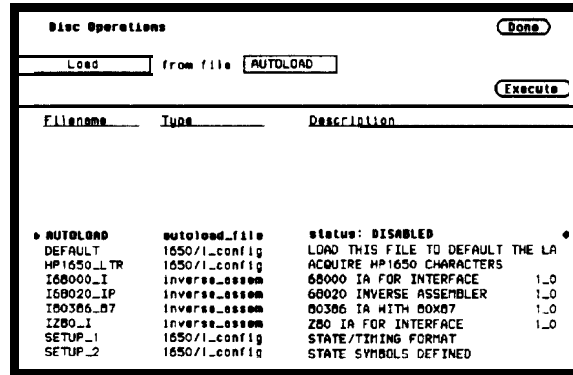 Disc Operations Done
Load from file AUTOLOAD
Execute
Filename Type Description
AUTOLOAD autoload_file status: DISABLED
DEFAULT 1650/1_config LOAD THIS FILE TO DEFAULT THE LA
HP1650_LTR 1650/1_config ACQUIRE HP1650 CHARACTERS
I68000_I inverse_assem 68000 IA FOR INTERFACE 1_0
I68020_IP inverse_assem 68020 INVERSE ASSEMBLER 1_0
I80386_87 inverse_assem 80386 IA WITH 80X87 1_0
IZ80_I inverse_assem Z80 IA FOR INTERFACE 1_0
SETUP_1 1650/1_config STATE/TIMING FORMAT
SETUP_2 1650/1_config STATE SYMBOLS DEFINED